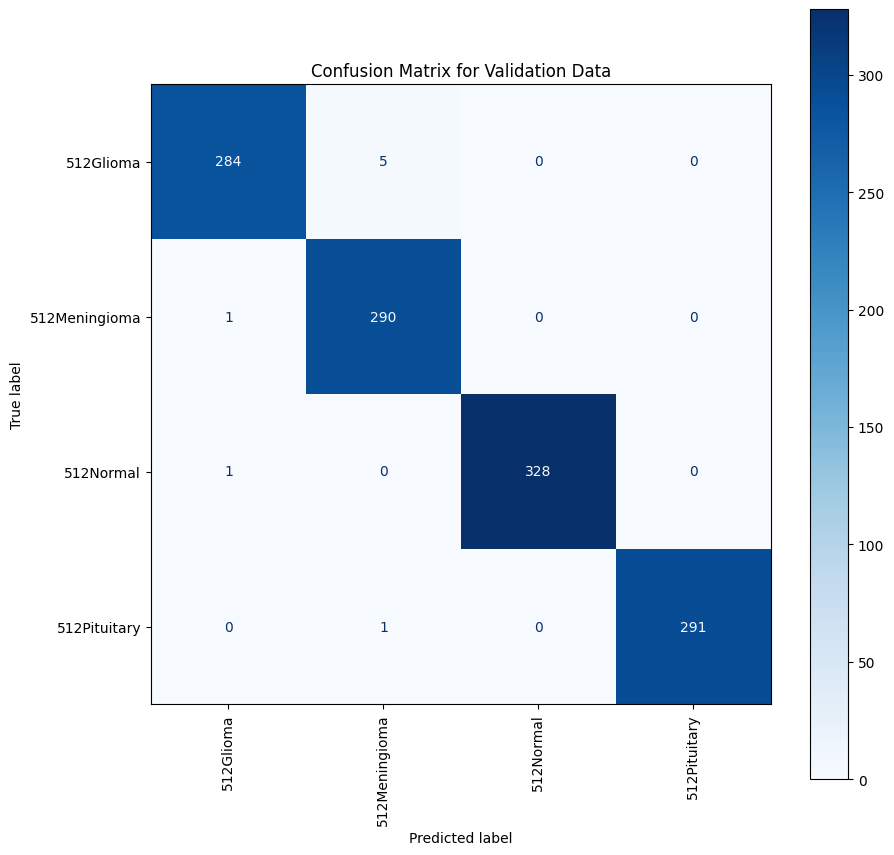 Confusion Matrix for Validation Data
True label
512Glioma
284 5 0 0
512Meningioma
1 290 0 0
512Normal
1 0 328 0
512Pituitary
0 1 0 291
512Glioma
512Meningioma
512Normal
512Pituitary
Predicted label
300
250
200
150
100
50
0